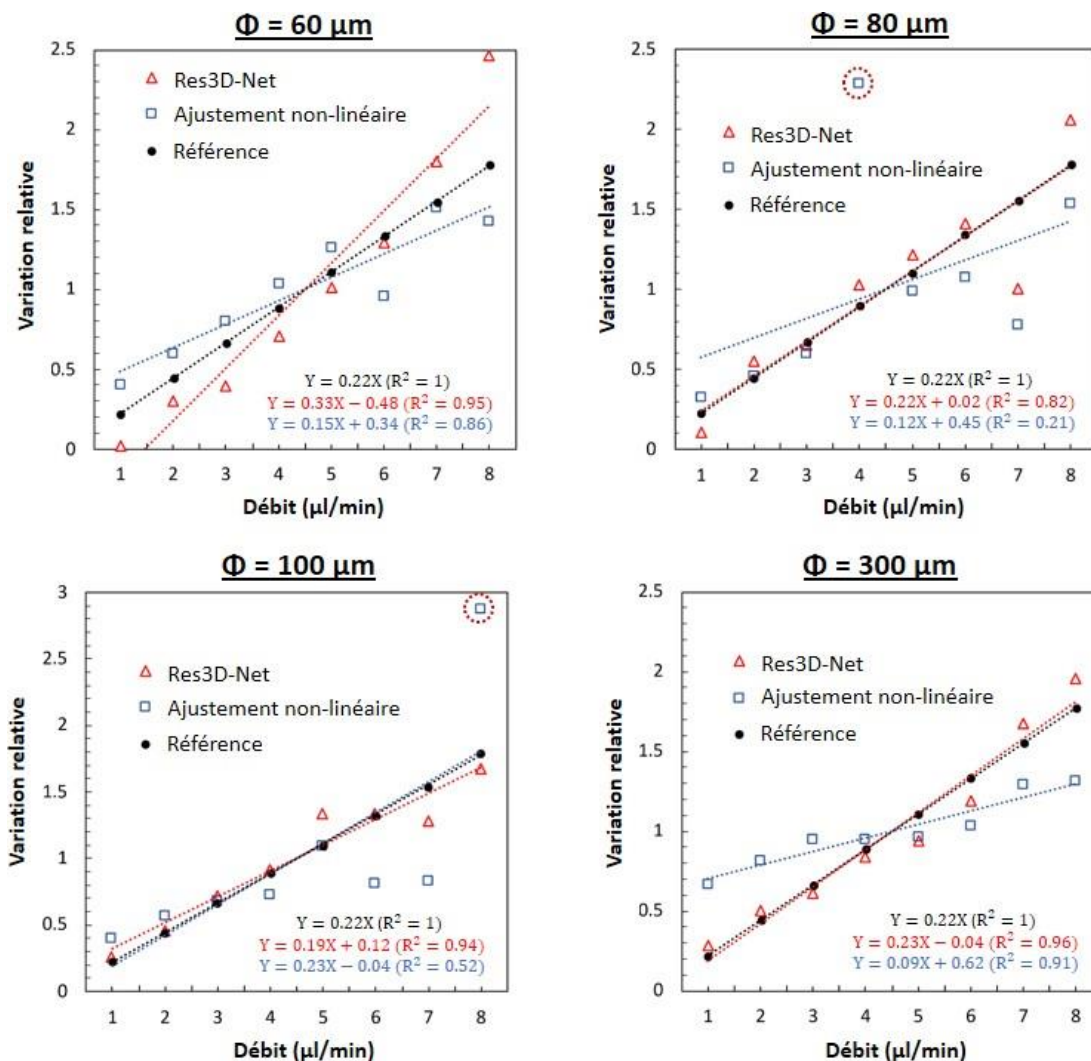 Φ = 60 µm
2.5
2
1.5
1
0.5
0
Variation relative
Res3D-Net
Ajustement non-linéaire
Référence
Y = 0.22X (R² = 1)
Y = 0.33X − 0.48 (R² = 0.95)
Y = 0.15X + 0.34 (R² = 0.86)
1 2 3 4 5 6 7 8
Débit (µl/min)
Φ = 80 µm
2.5
2
1.5
1
0.5
0
Variation relative
Res3D-Net
Ajustement non-linéaire
Référence
Y = 0.22X (R² = 1)
Y = 0.22X + 0.02 (R² = 0.82)
Y = 0.12X + 0.45 (R² = 0.21)
1 2 3 4 5 6 7 8
Débit (µl/min)
Φ = 100 µm
3
2.5
2
1.5
1
0.5
0
Variation relative
Res3D-Net
Ajustement non-linéaire
Référence
Y = 0.22X (R² = 1)
Y = 0.19X + 0.12 (R² = 0.94)
Y = 0.23X − 0.04 (R² = 0.52)
1 2 3 4 5 6 7 8
Débit (µl/min)
Φ = 300 µm
2.5
2
1.5
1
0.5
0
Variation relative
Res3D-Net
Ajustement non-linéaire
Référence
Y = 0.22X (R² = 1)
Y = 0.23X − 0.04 (R² = 0.96)
Y = 0.09X + 0.62 (R² = 0.91)
1 2 3 4 5 6 7 8
Débit (µl/min)